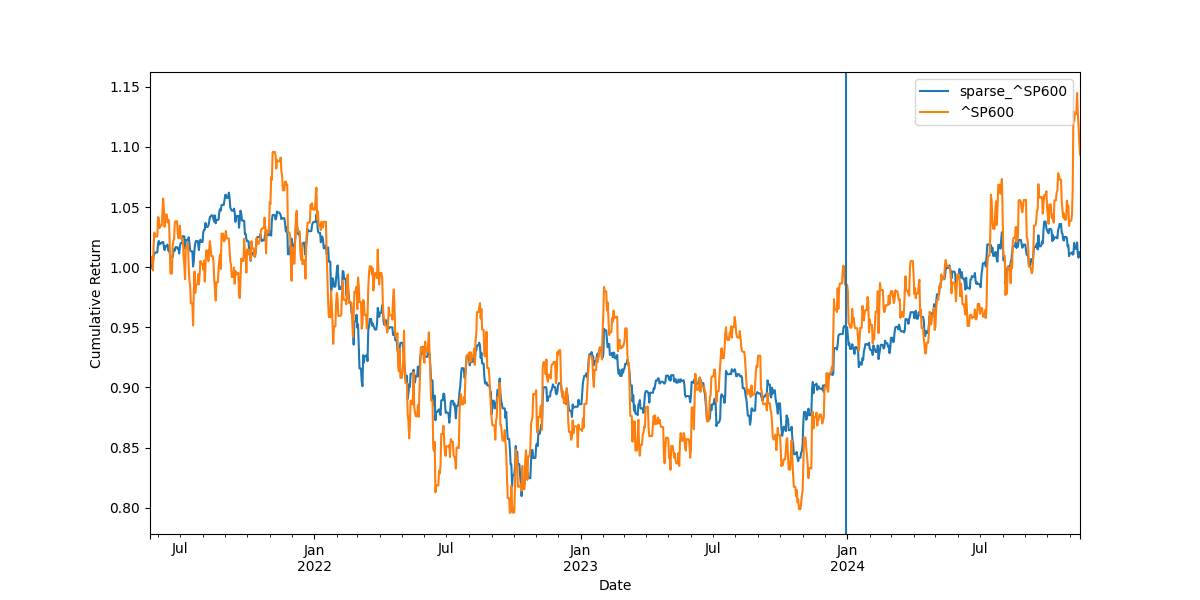 sparse_^SP600
^SP600
1.15
1.10
1.05
1.00
0.95
0.90
0.85
0.80
Cumulative Return
Jul
Jan
2022
Jul
Jan
2023
Jul
Jan
2024
Jul
Date